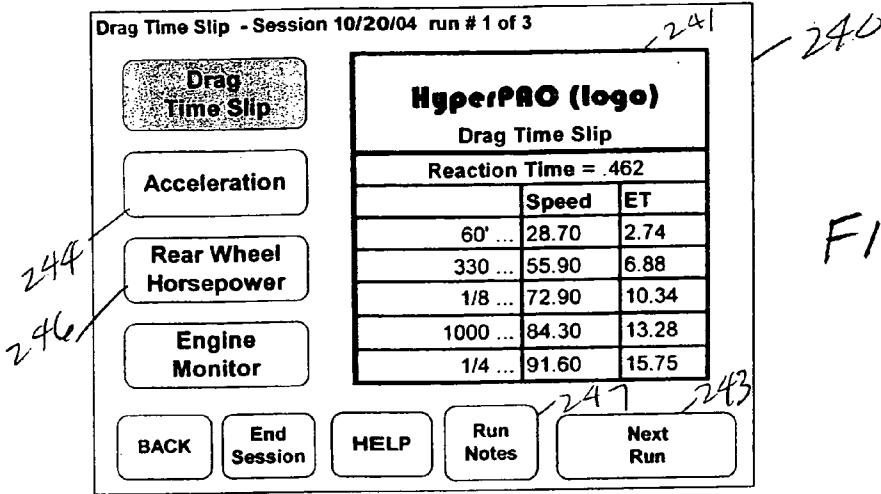 Drag Time Slip - Session 10/20/04 run # 1 of 3
241
240
Drag
Time Slip
HyperPRO (logo)
Drag Time Slip
Reaction Time = .462
Speed ET
60' ... 28.70 2.74
330 ... 55.90 6.88
1/8 ... 72.90 10.34
1000 ... 84.30 13.28
1/4 ... 91.60 15.75
Acceleration
244
Rear Wheel
Horsepower
246
Engine
Monitor
FI
247
243
BACK
End
Session
HELP
Run
Notes
Next
Run